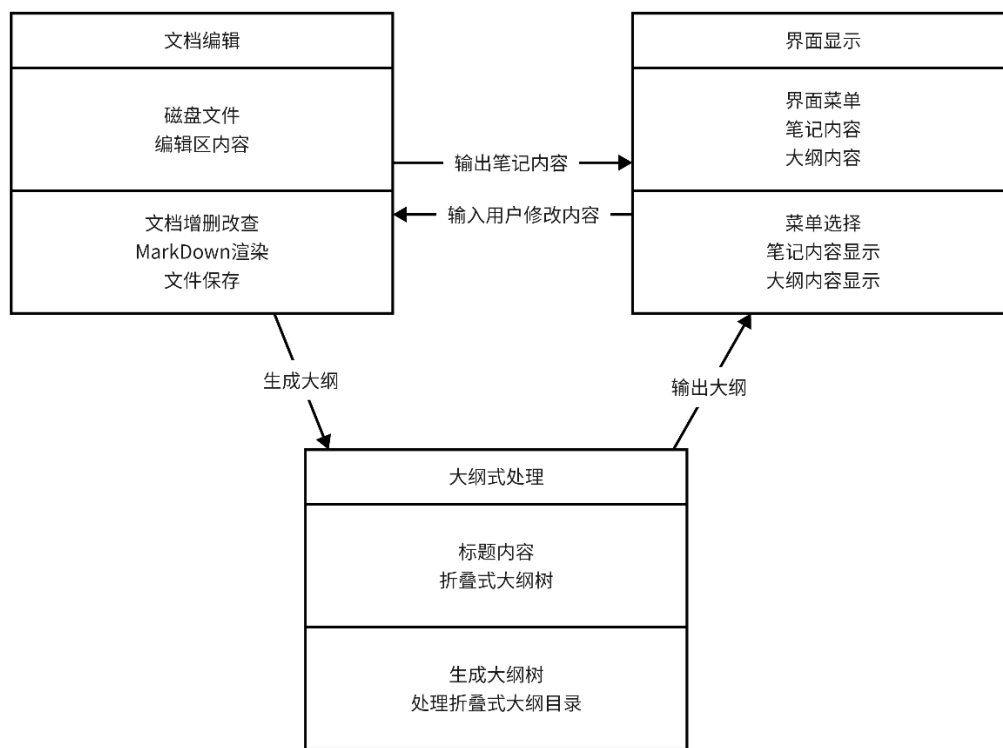 文档编辑
磁盘文件
编辑区内容
文档增删改查
MarkDown渲染
文件保存
输出笔记内容
输入用户修改内容
界面显示
界面菜单
笔记内容
大纲内容
菜单选择
笔记内容显示
大纲内容显示
生成大纲
输出大纲
大纲式处理
标题内容
折叠式大纲树
生成大纲树
处理折叠式大纲目录